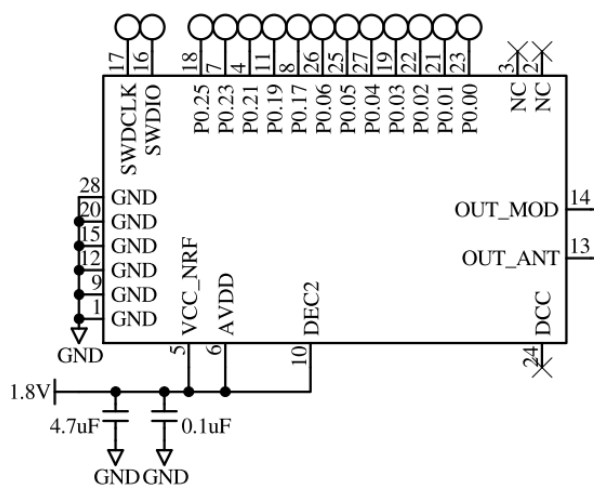 17 16 18 7 4 11 8 26 25 27 19 22 21 23 3 2
SWDCLK SWDIO P0.25 P0.23 P0.21 P0.19 P0.17 P0.06 P0.05 P0.04 P0.03 P0.02 P0.01 P0.00 NC NC
28 GND
20 GND
15 GND
12 GND
9 GND
1 GND
OUT_MOD 14
OUT_ANT 13
VCC_NRF AVDD DEC2 DCC
GND
5 6 10 24
1.8V
4.7uF 0.1uF
GND GND